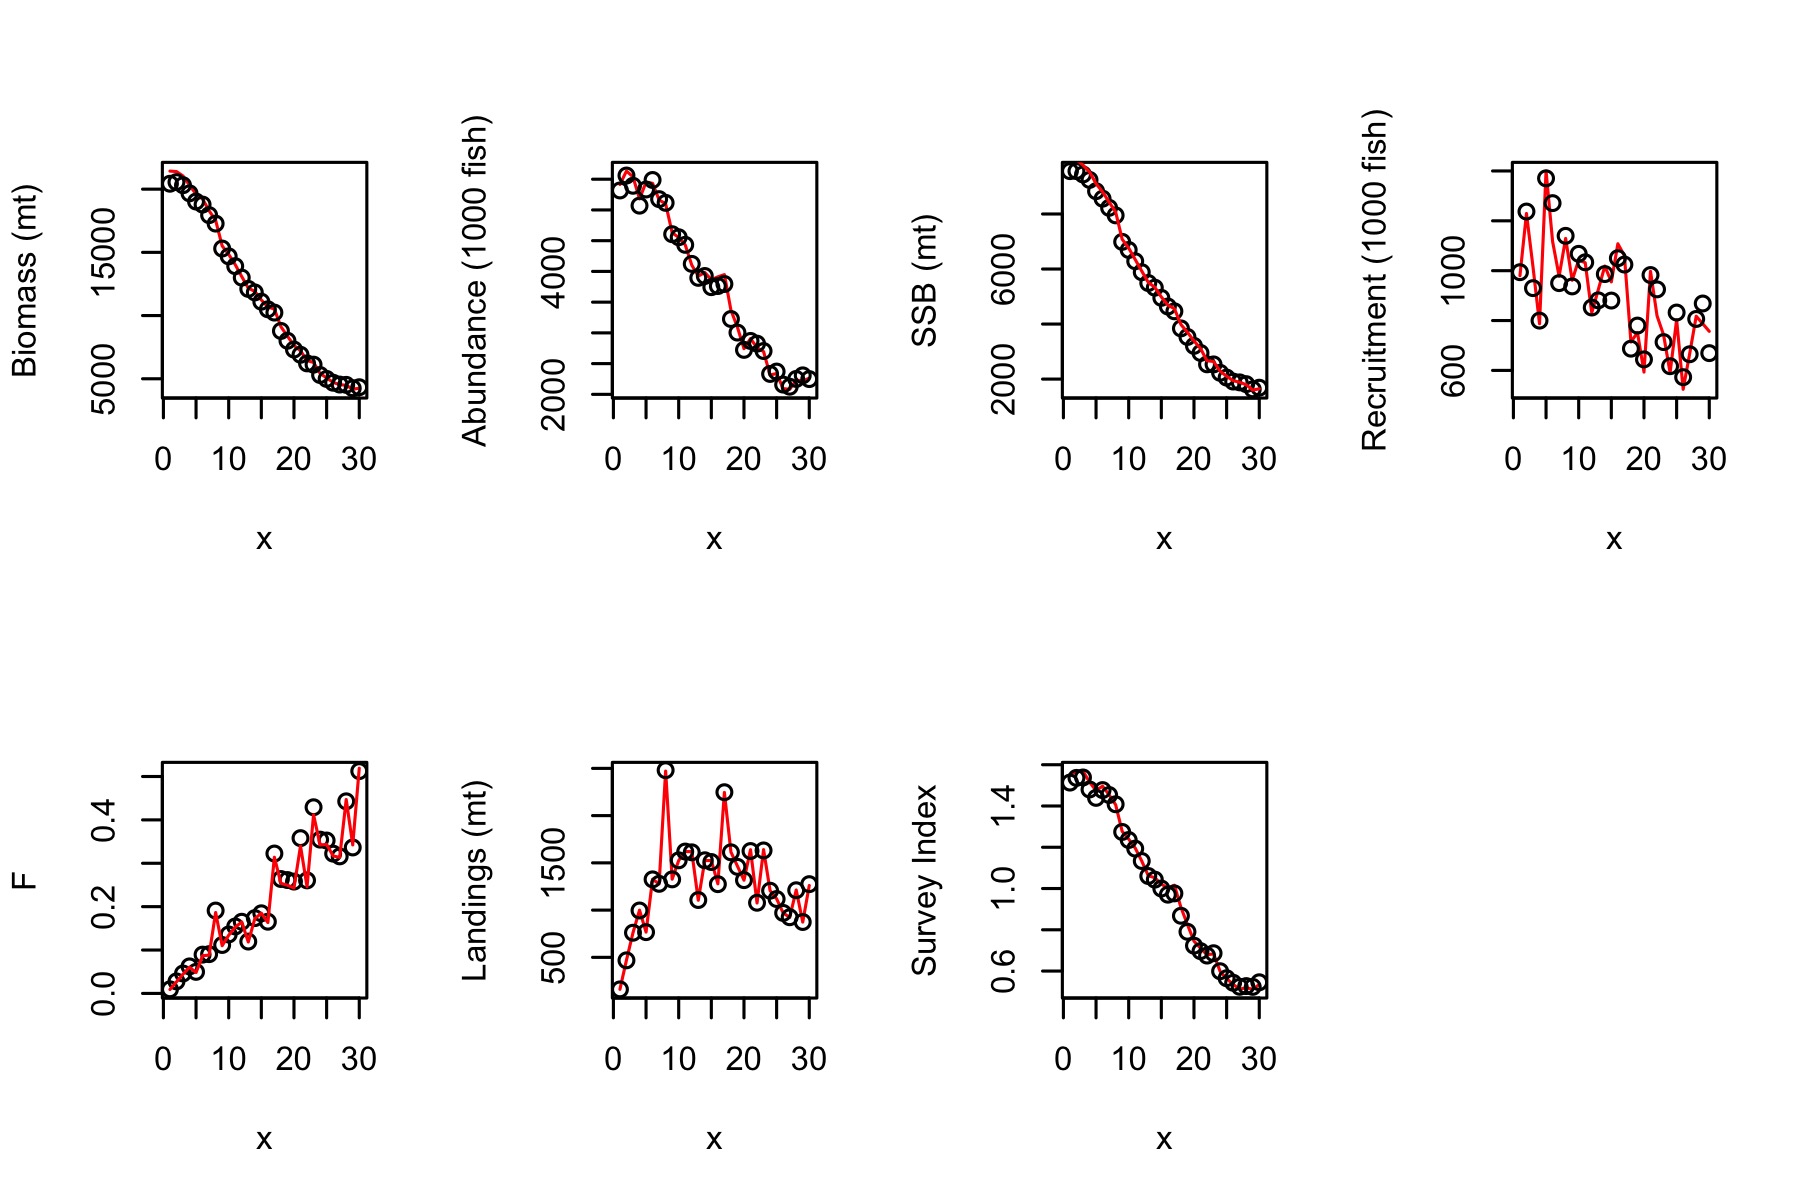 Biomass (mt)
5000 15000
0 10 20 30
x
Abundance (1000 fish)
2000 4000
0 10 20 30
x
SSB (mt)
2000 6000
0 10 20 30
x
Recruitment (1000 fish)
600 1000
0 10 20 30
x
F
0.0 0.2 0.4
0 10 20 30
x
Landings (mt)
500 1500
0 10 20 30
x
Survey Index
0.6 1.0 1.4
0 10 20 30
x